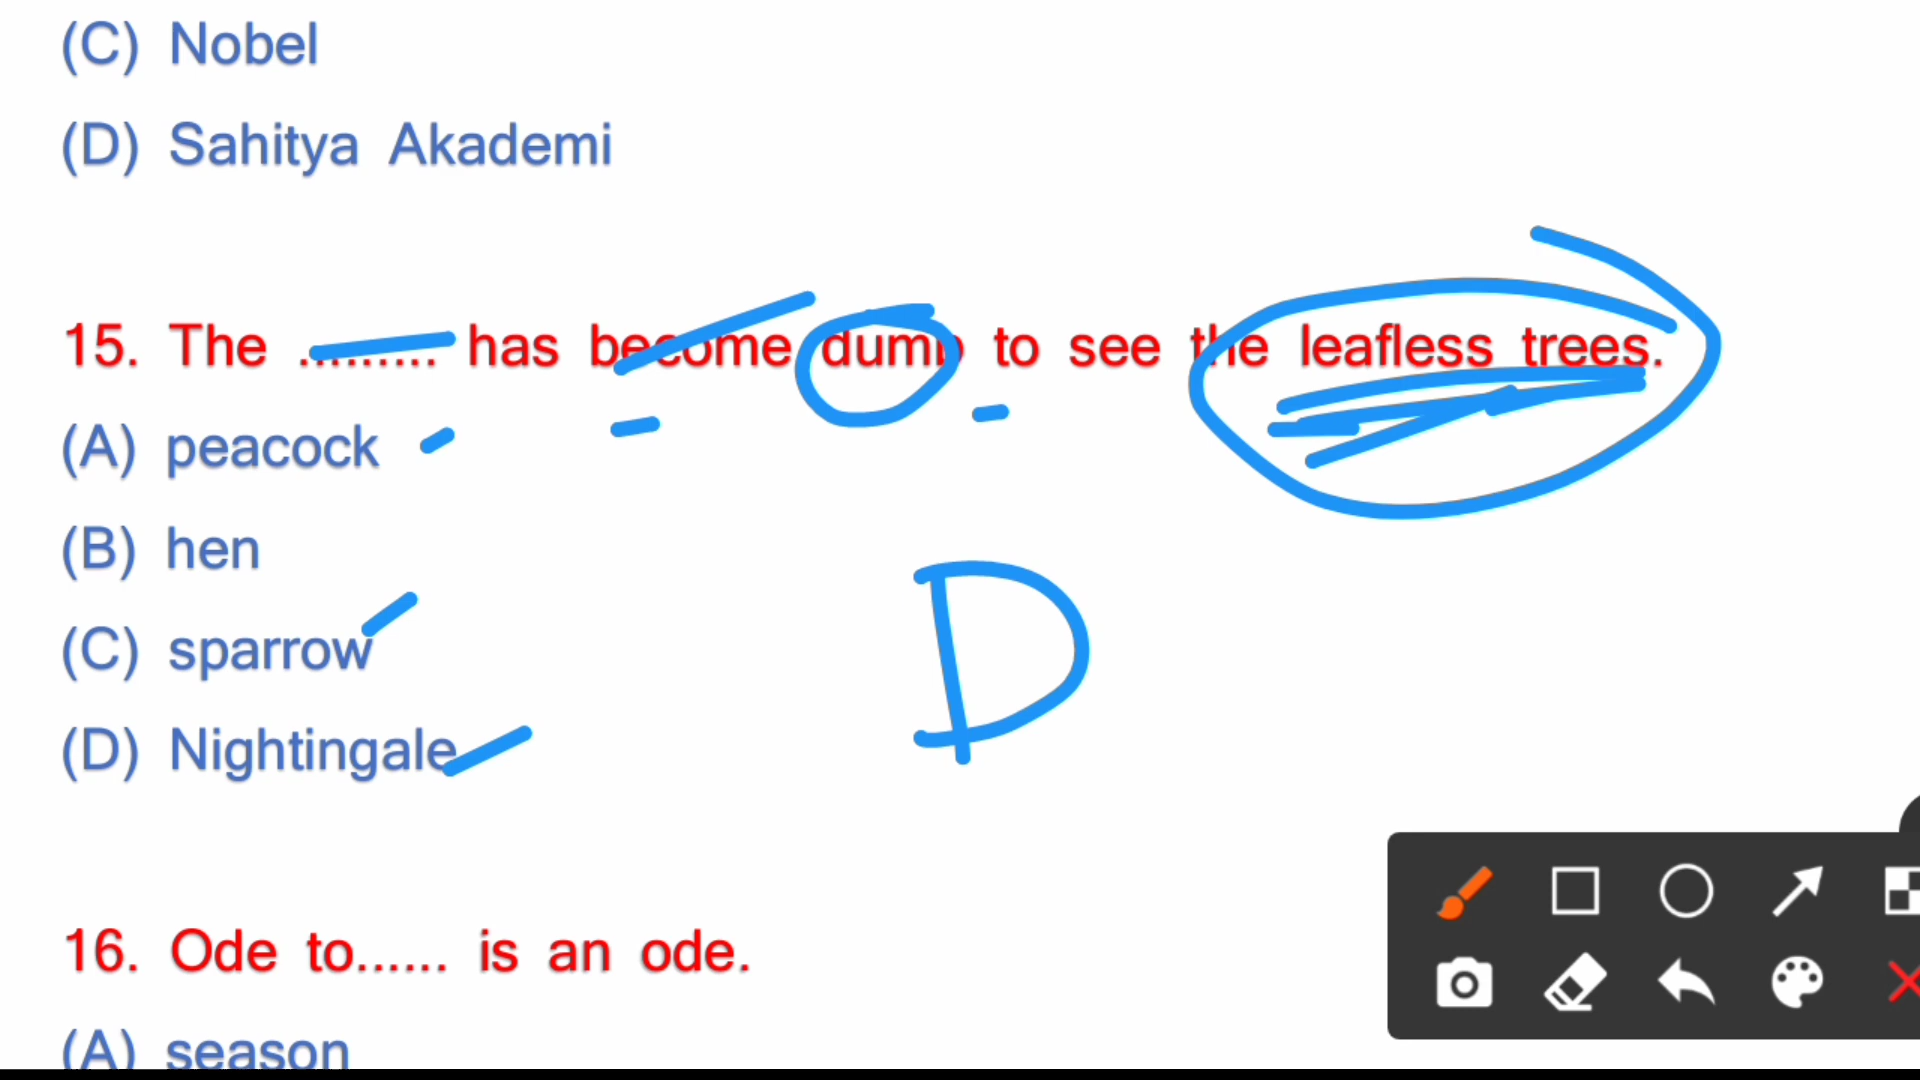 (C) Nobel
(D) Sahitya Akademi
15. The ......... has become dumb to see the leafless trees.
(A) peacock
(B) hen
(C) sparrow
(D) Nightingale
D
16. Ode to...... is an ode.
(A) season